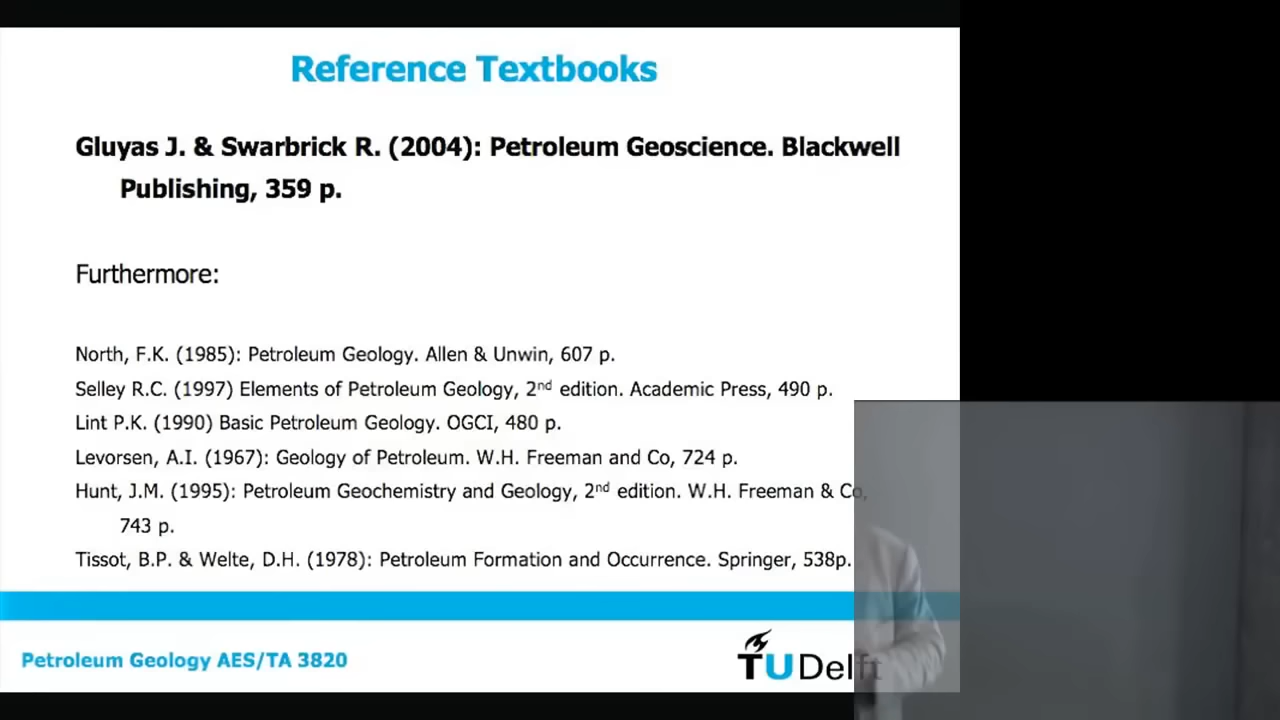 Reference Textbooks
Gluyas J. & Swarbrick R. (2004): Petroleum Geoscience. Blackwell
Publishing, 359 p.
Furthermore:
North, F.K. (1985): Petroleum Geology. Allen & Unwin, 607 p.
Selley R.C. (1997) Elements of Petroleum Geology, 2nd edition. Academic Press, 490 p.
Lint P.K. (1990) Basic Petroleum Geology. OGCI, 480 p.
Levorsen, A.I. (1967): Geology of Petroleum. W.H. Freeman and Co, 724 p.
Hunt, J.M. (1995): Petroleum Geochemistry and Geology, 2nd edition. W.H. Freeman & Co,
743 p.
Tissot, B.P. & Welte, D.H. (1978): Petroleum Formation and Occurrence. Springer, 538p.
Petroleum Geology AES/TA 3820
TU Delft